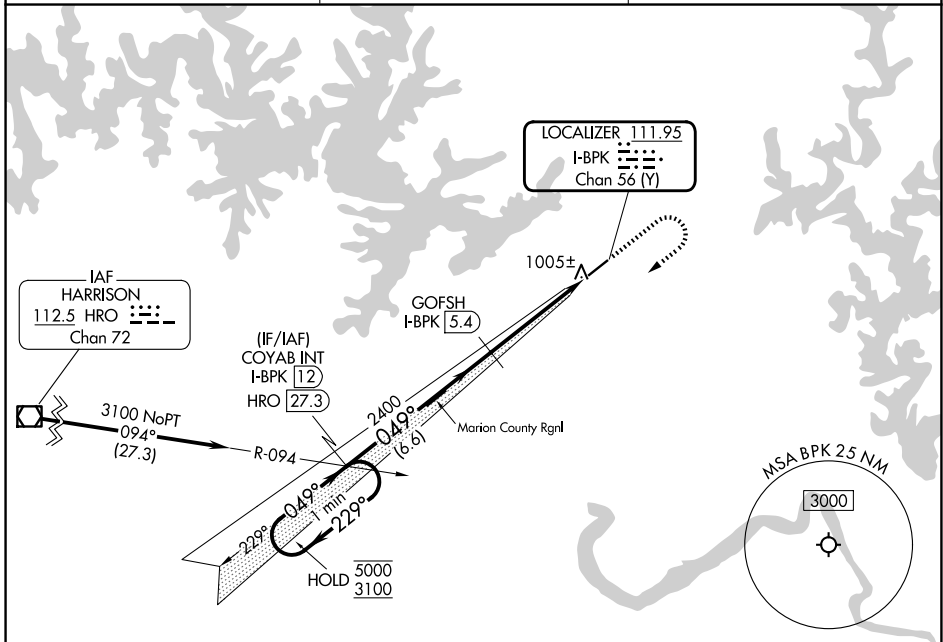 LOCALIZER 111.95
I-BPK
Chan 56 (Y)
1005±
IAF
HARRISON
112.5 HRO
Chan 72
GOFSH
I-BPK 5.4
(IF/IAF)
COYAB INT
I-BPK 12
HRO 27.3
3100 NoPT
094°
(27.3)
R-094
2400
049°
(6.6)
Marion County Rgnl
049°
1 min
229°
229°
HOLD 5000
3100
MSA BPK 25 NM
3000